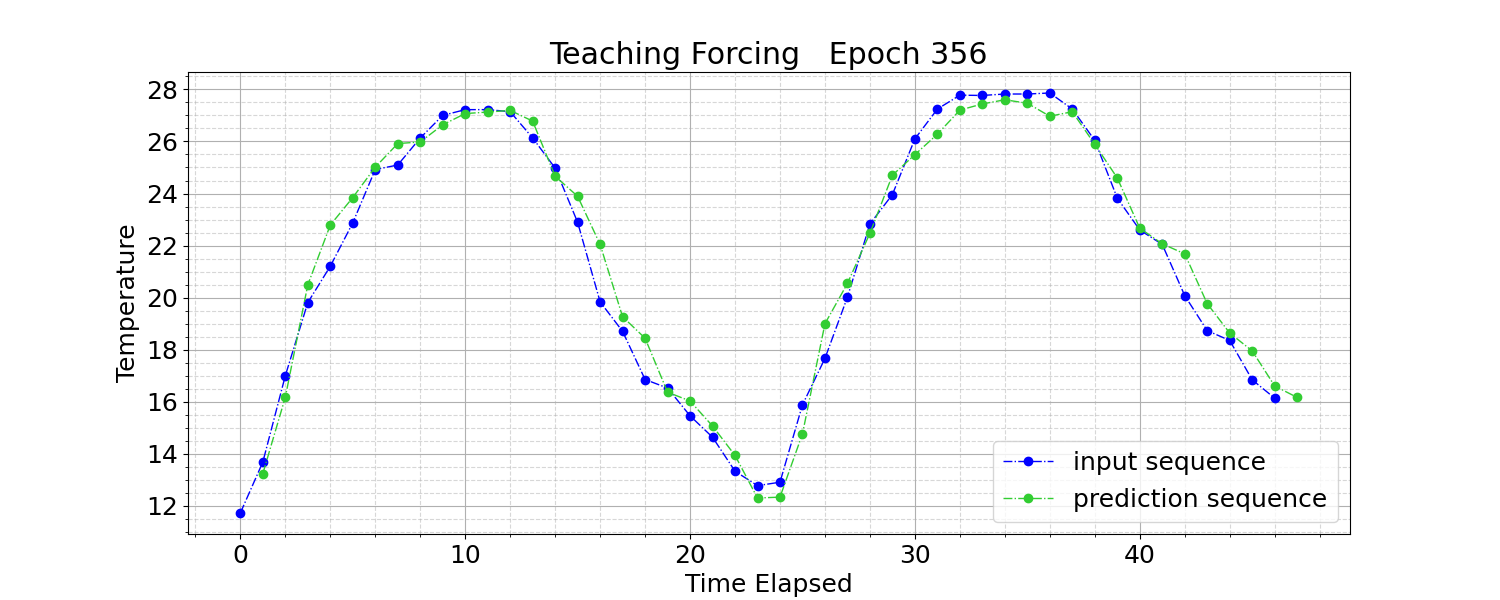 Teaching Forcing   Epoch 356
28
26
24
22
20
18
16
14
12
Temperature
0 10 20 30 40
Time Elapsed
input sequence
prediction sequence